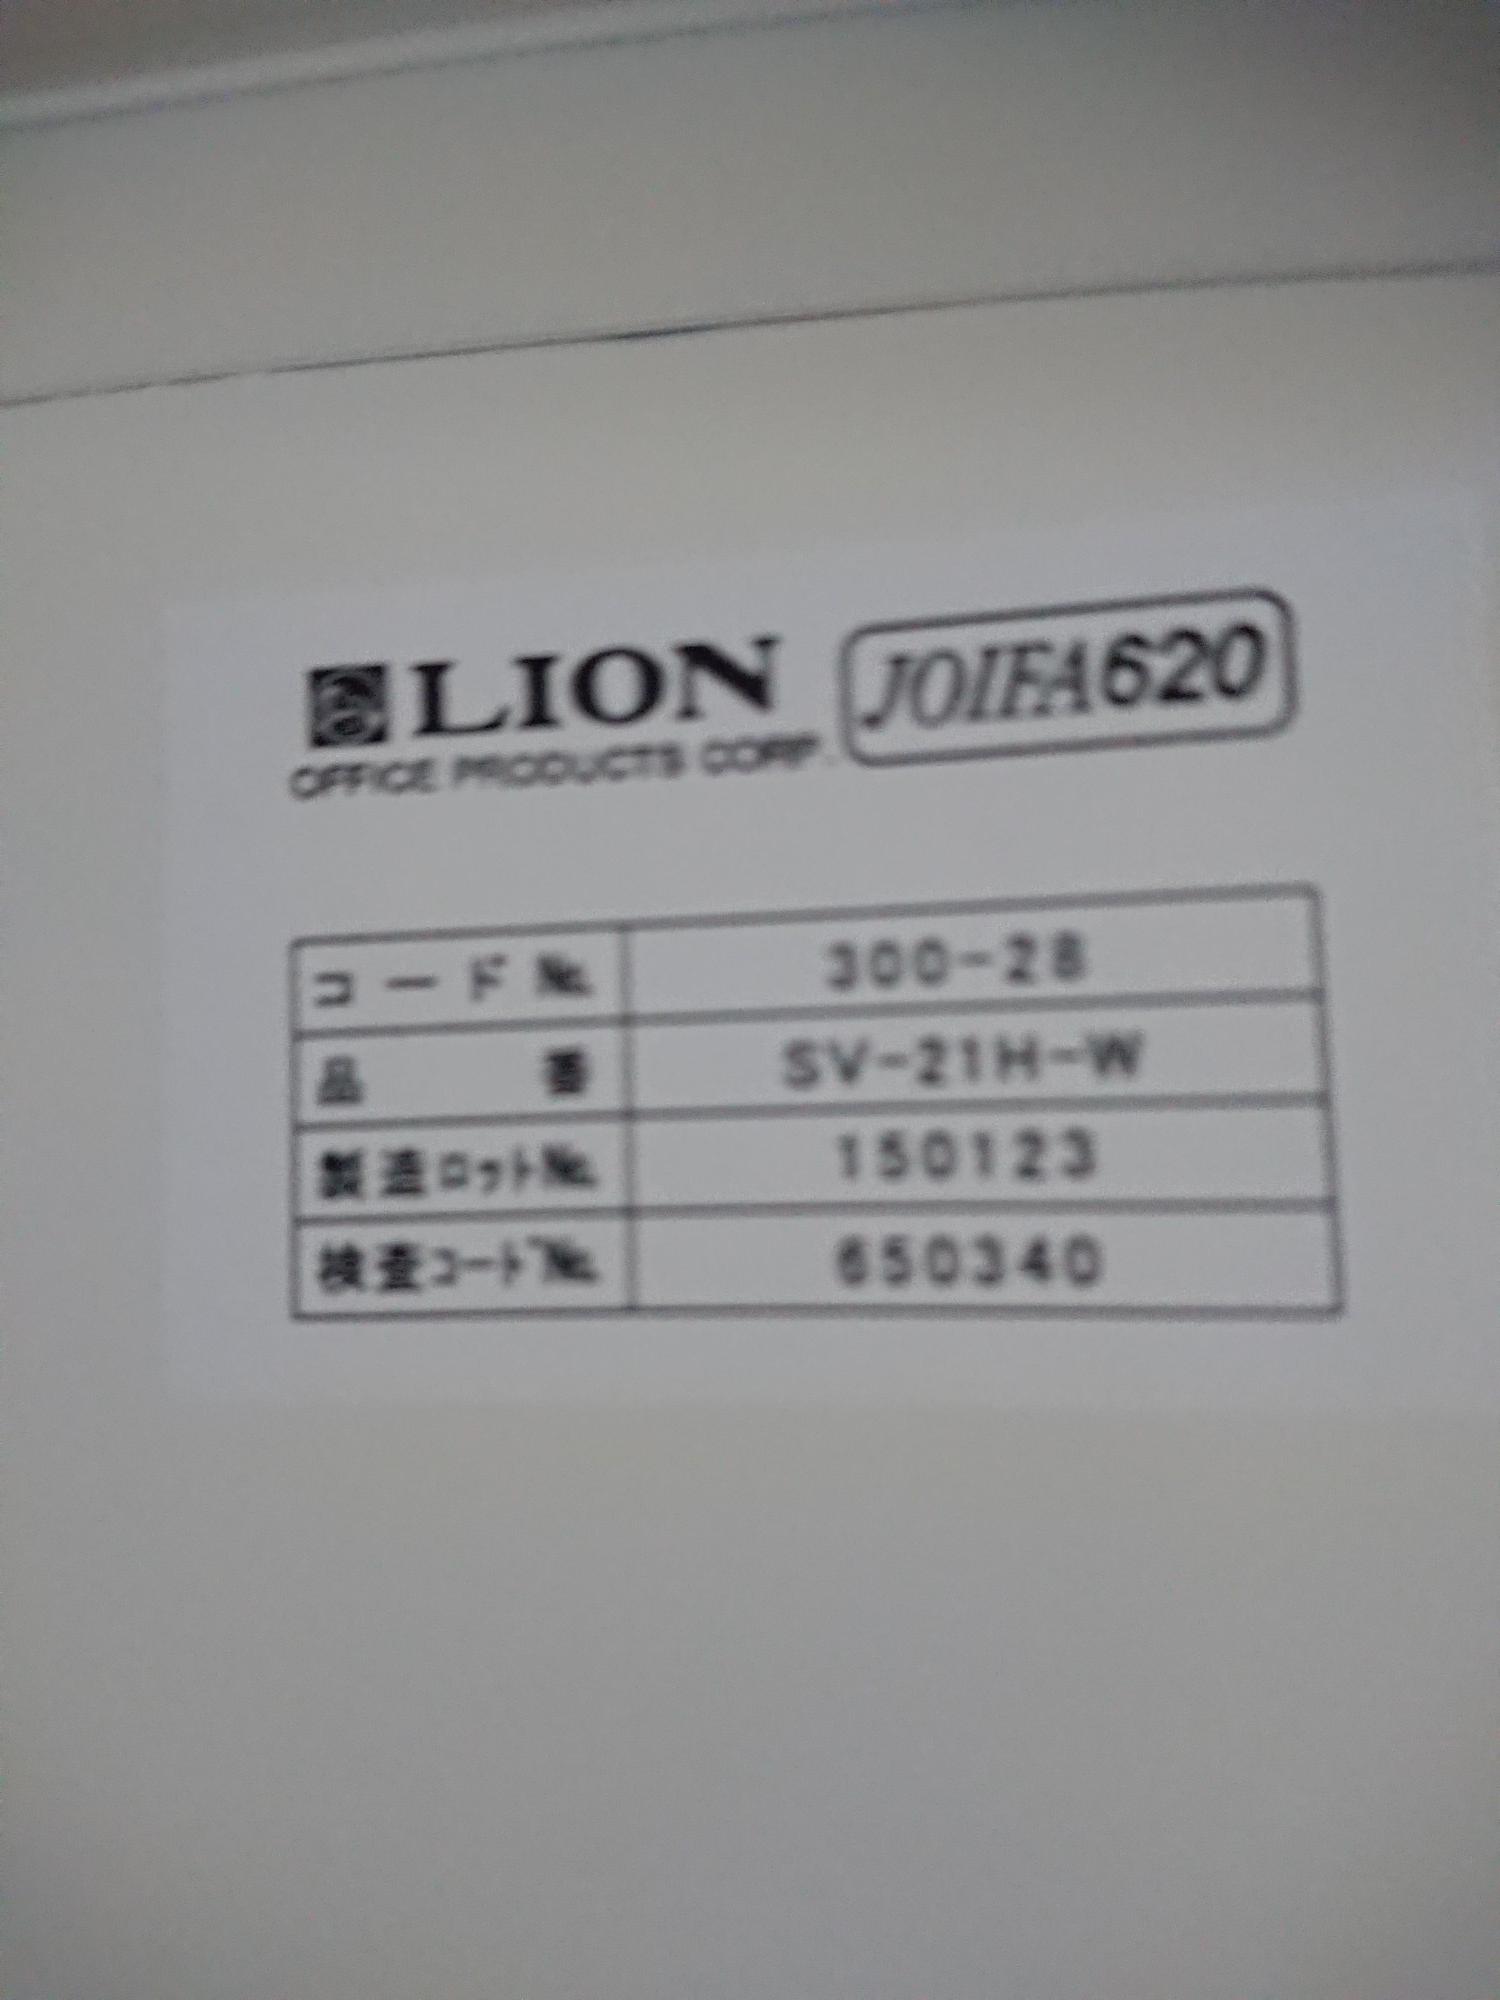 LION JOIFA620
OFFICE PRODUCTS CORP.
コード№ 300-28
品番 SV-21H-W
製造ロット№ 150123
検査コード№ 650340